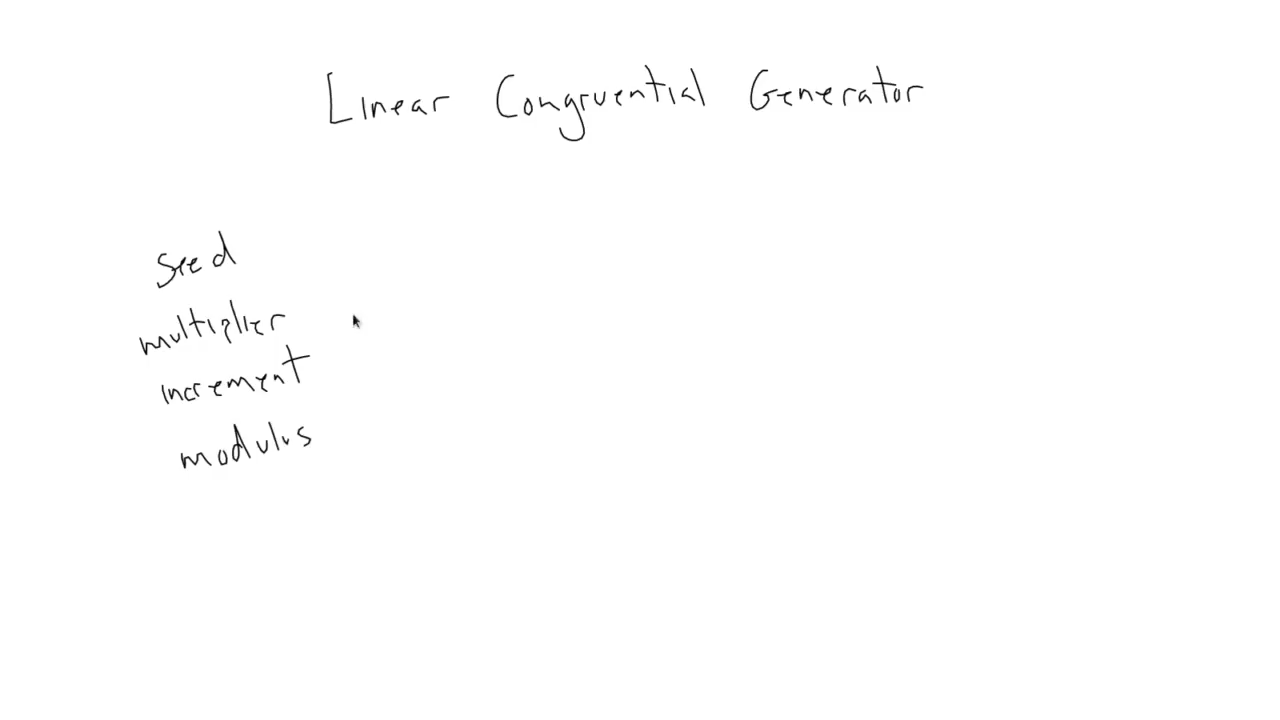 Linear Congruential Generator
seed
multiplier
increment
modulus